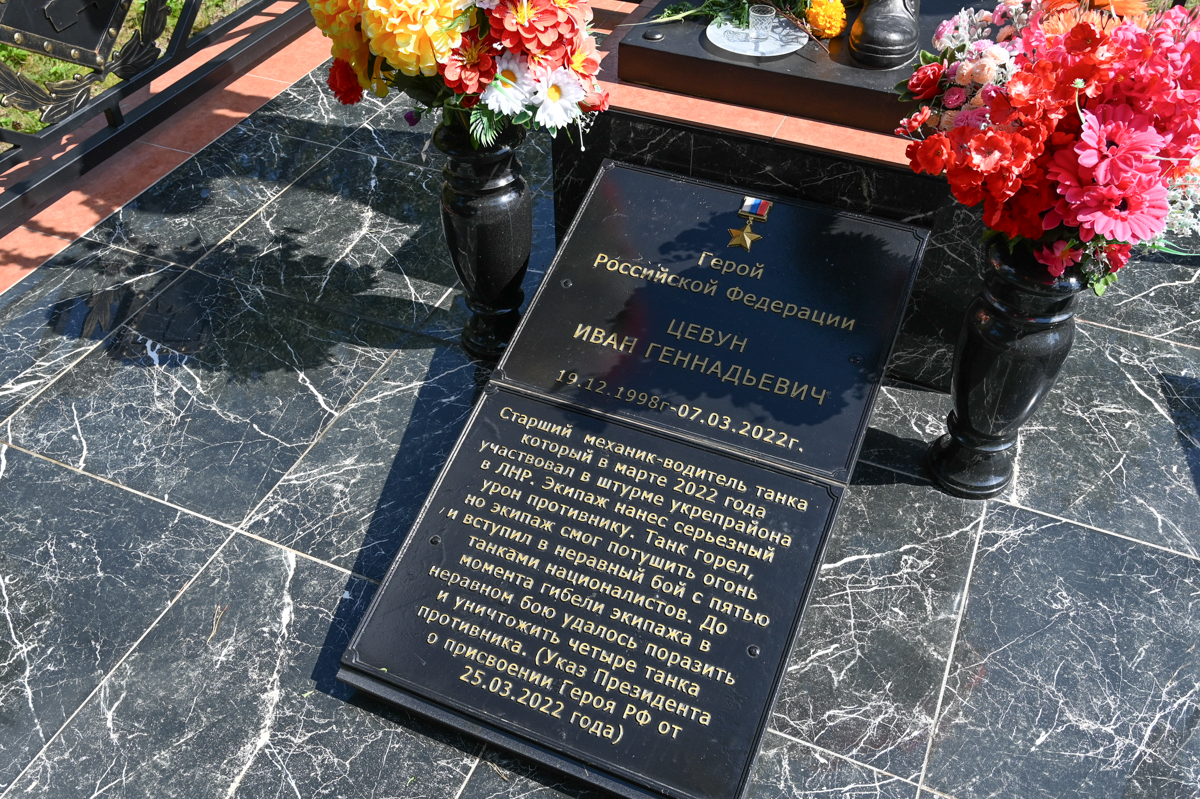 Герой
Российской Федерации
ЦЕВУН
ИВАН ГЕННАДЬЕВИЧ
19.12.1998г-07.03.2022г.
Старший механик-водитель танка
который в марте 2022 года
участвовал в штурме укрепрайона
в ЛНР. Экипаж нанес серьезный
урон противнику. Танк горел,
но экипаж смог потушить огонь
и вступил в неравный бой с пятью
танками националистов. До
момента гибели экипажа в
неравном бою удалось поразить
и уничтожить четыре танка
противника. (Указ Президента
о присвоении Героя РФ от
25.03.2022 года)